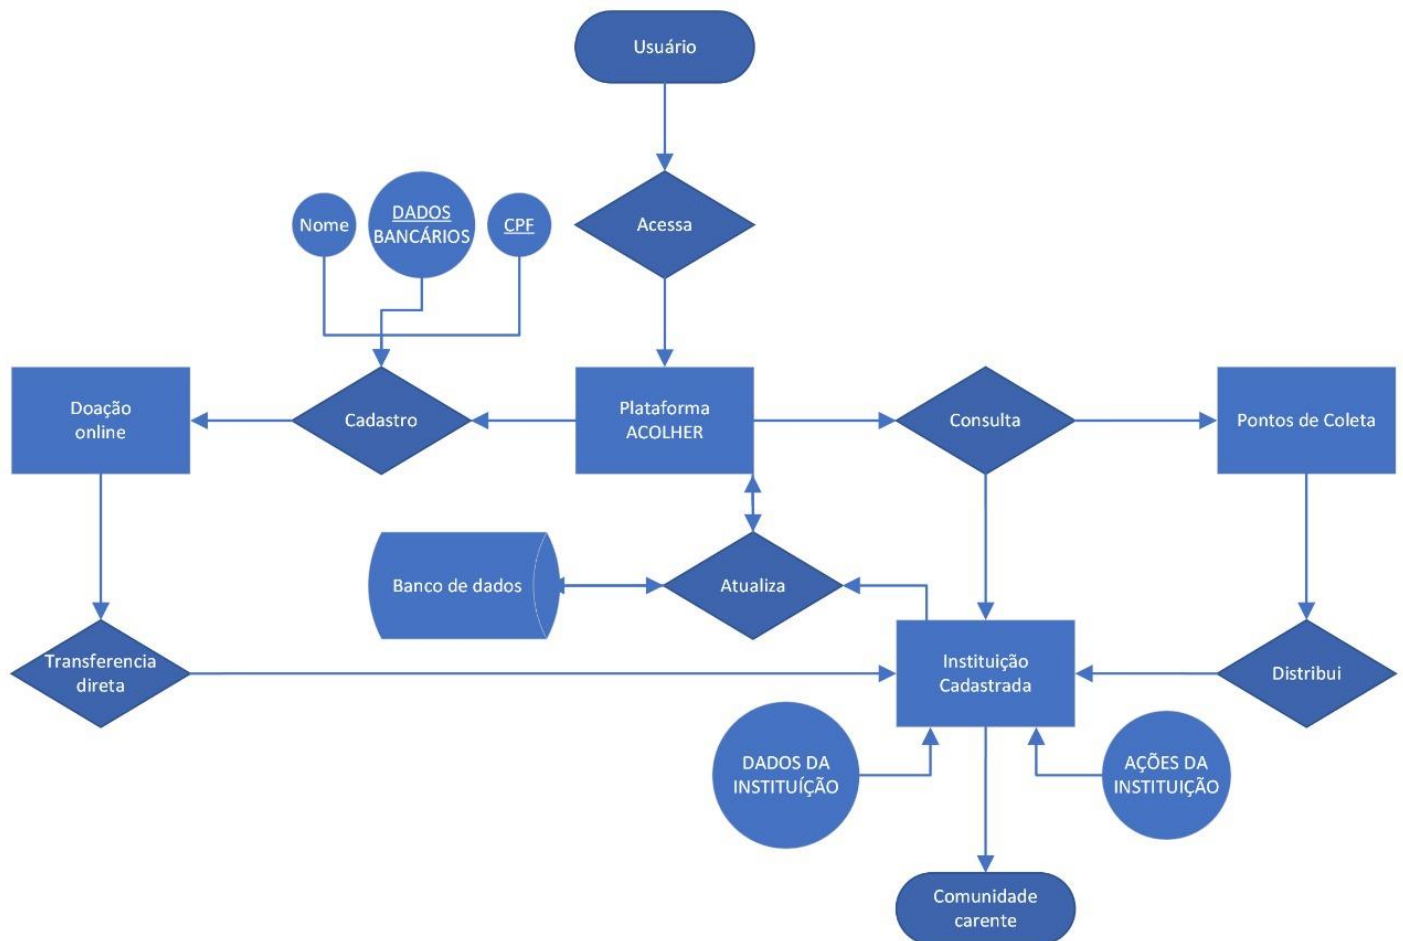 Usuário
Nome
DADOS
BANCÁRIOS
CPF
Acessa
Doação
online
Cadastro
Plataforma
ACOLHER
Consulta
Pontos de Coleta
Banco de dados
Atualiza
Transferencia
direta
Instituição
Cadastrada
Distribui
DADOS DA
INSTITUÍÇÃO
AÇÕES DA
INSTITUIÇÃO
Comunidade
carente